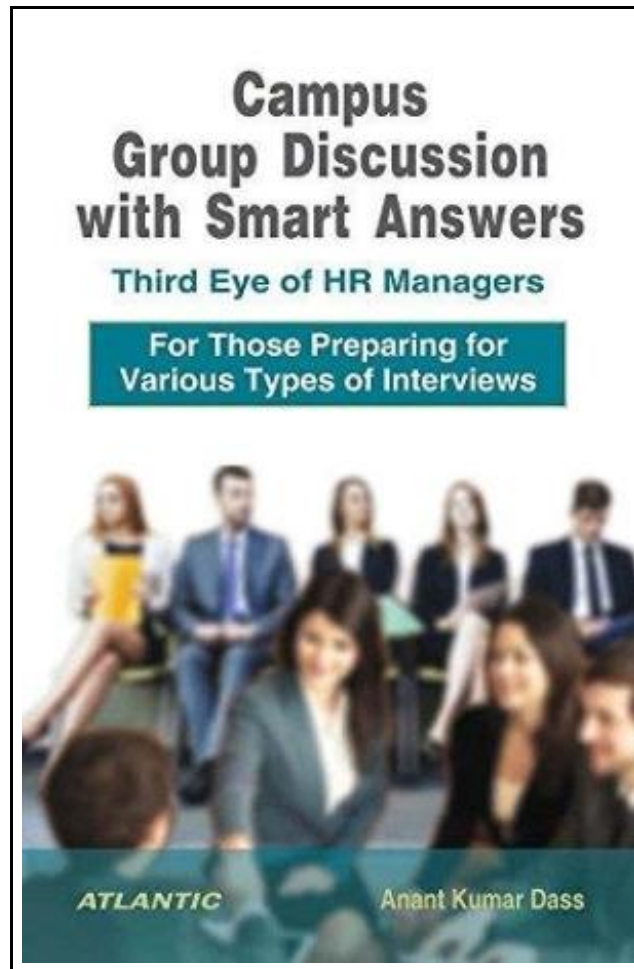 Campus
Group Discussion
with Smart Answers
Third Eye of HR Managers
For Those Preparing for
Various Types of Interviews
ATLANTIC
Anant Kumar Dass